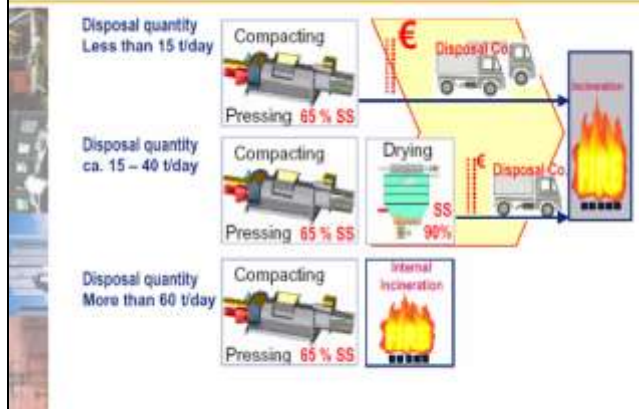 Disposal quantity
Less than 15 t/day
Compacting
Pressing 65 % SS
€
Disposal Co.
Incineration
Disposal quantity
ca. 15 – 40 t/day
Compacting
Pressing 65 % SS
Drying
SS
90%
€
Disposal Co.
Disposal quantity
More than 60 t/day
Compacting
Pressing 65 % SS
Internal
Incineration